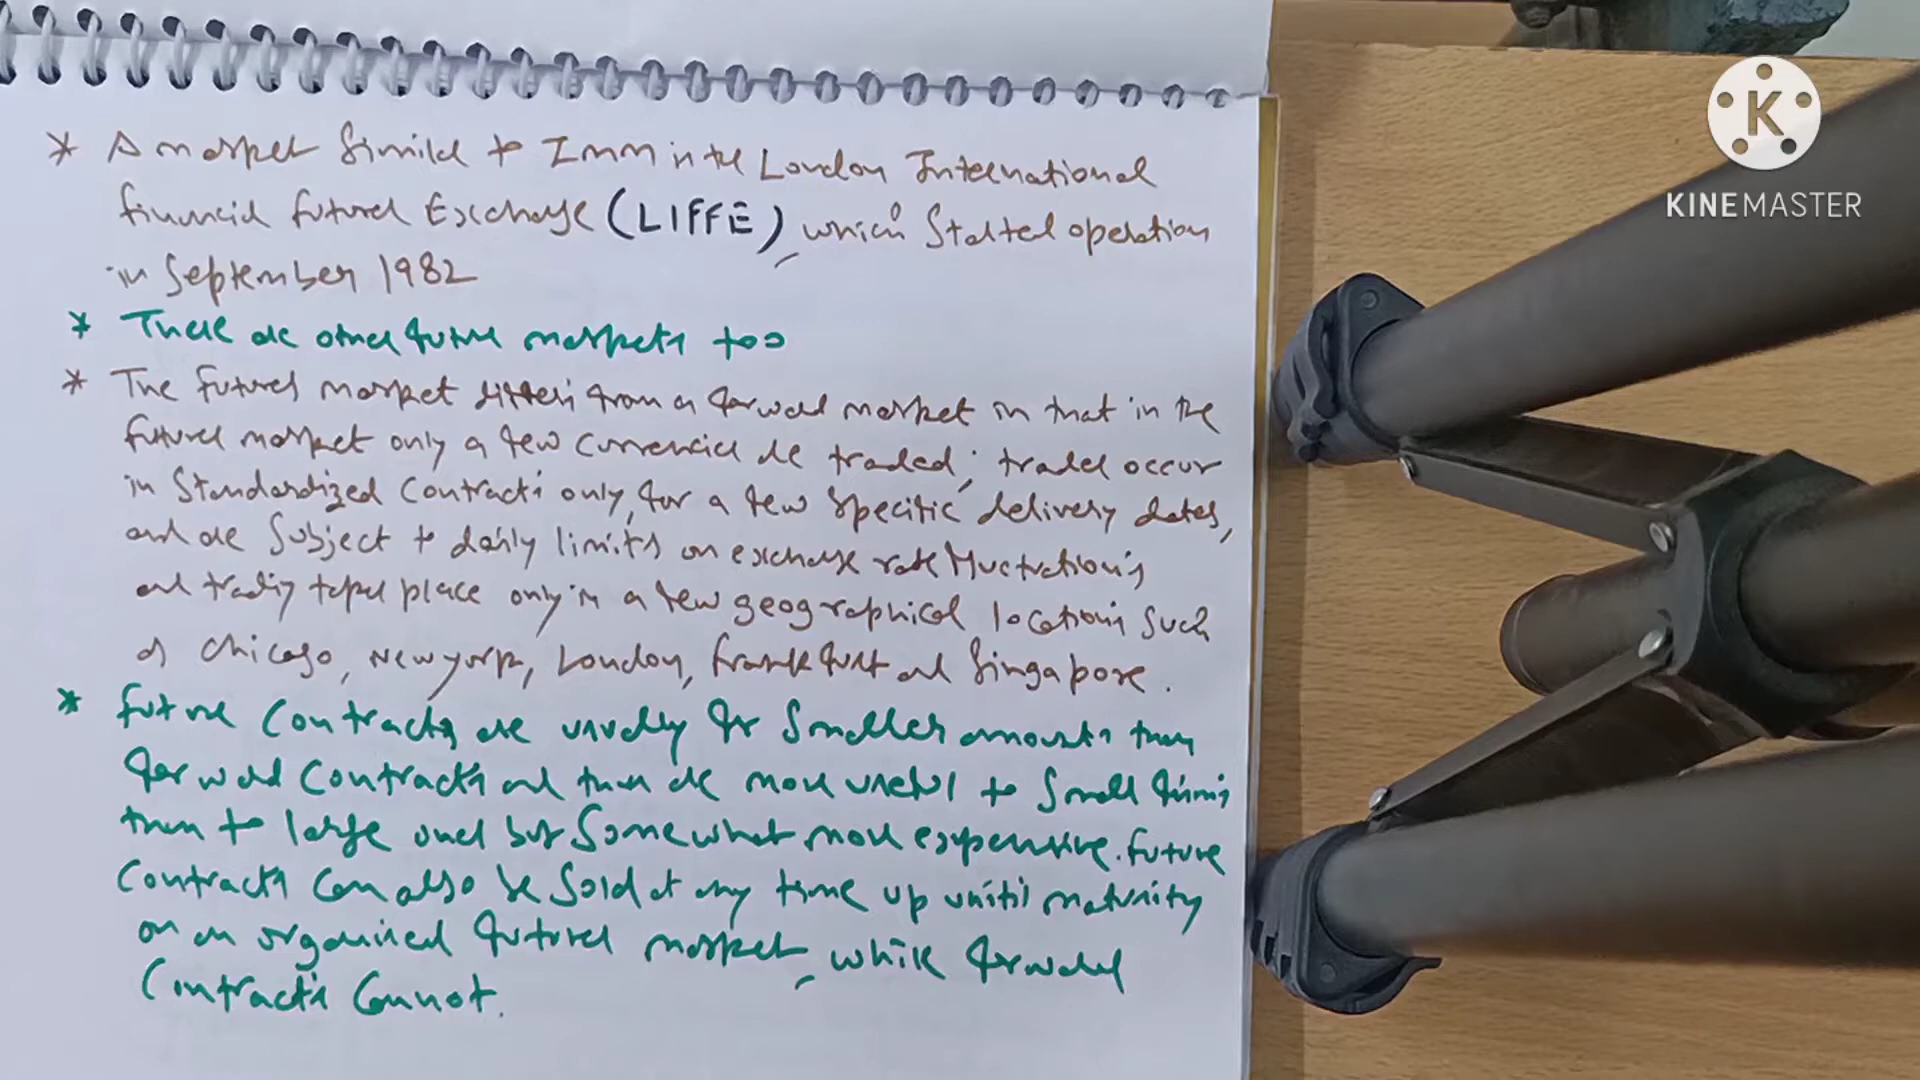 * A market similar to IMM is the London International
financial futures Exchange (LIFFE), which started operation
in September 1982
* There are other future markets too
* The futures market differs from a forward market in that in the
futures market only a few currencies are traded; trades occur
in Standardized Contracts only, for a few specific delivery dates,
and are Subject to daily limits on exchange rate fluctuations,
and trading takes place only in a few geographical locations such
as Chicago, New york, London, frankfurt and Singapore.
* future Contracts are usually for Smaller amounts than
forward Contracts and thus are more useful to Small firms
than to large ones but Somewhat more expensive. future
Contracts can also be Sold at any time up until maturity
on an organised futures market, while forward
Contracts Cannot.
K
KINEMASTER